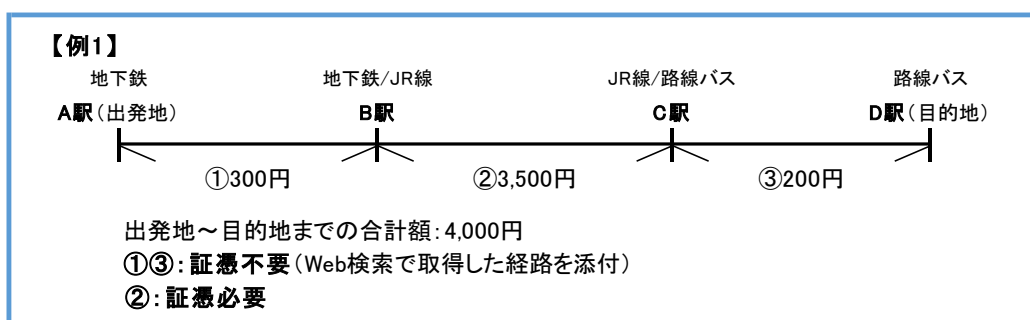 【例1】
地下鉄 地下鉄/JR線 JR線/路線バス 路線バス
A駅(出発地) B駅 C駅 D駅(目的地)
①300円 ②3,500円 ③200円
出発地～目的地までの合計額:4,000円
①③:証憑不要(Web検索で取得した経路を添付)
②:証憑必要